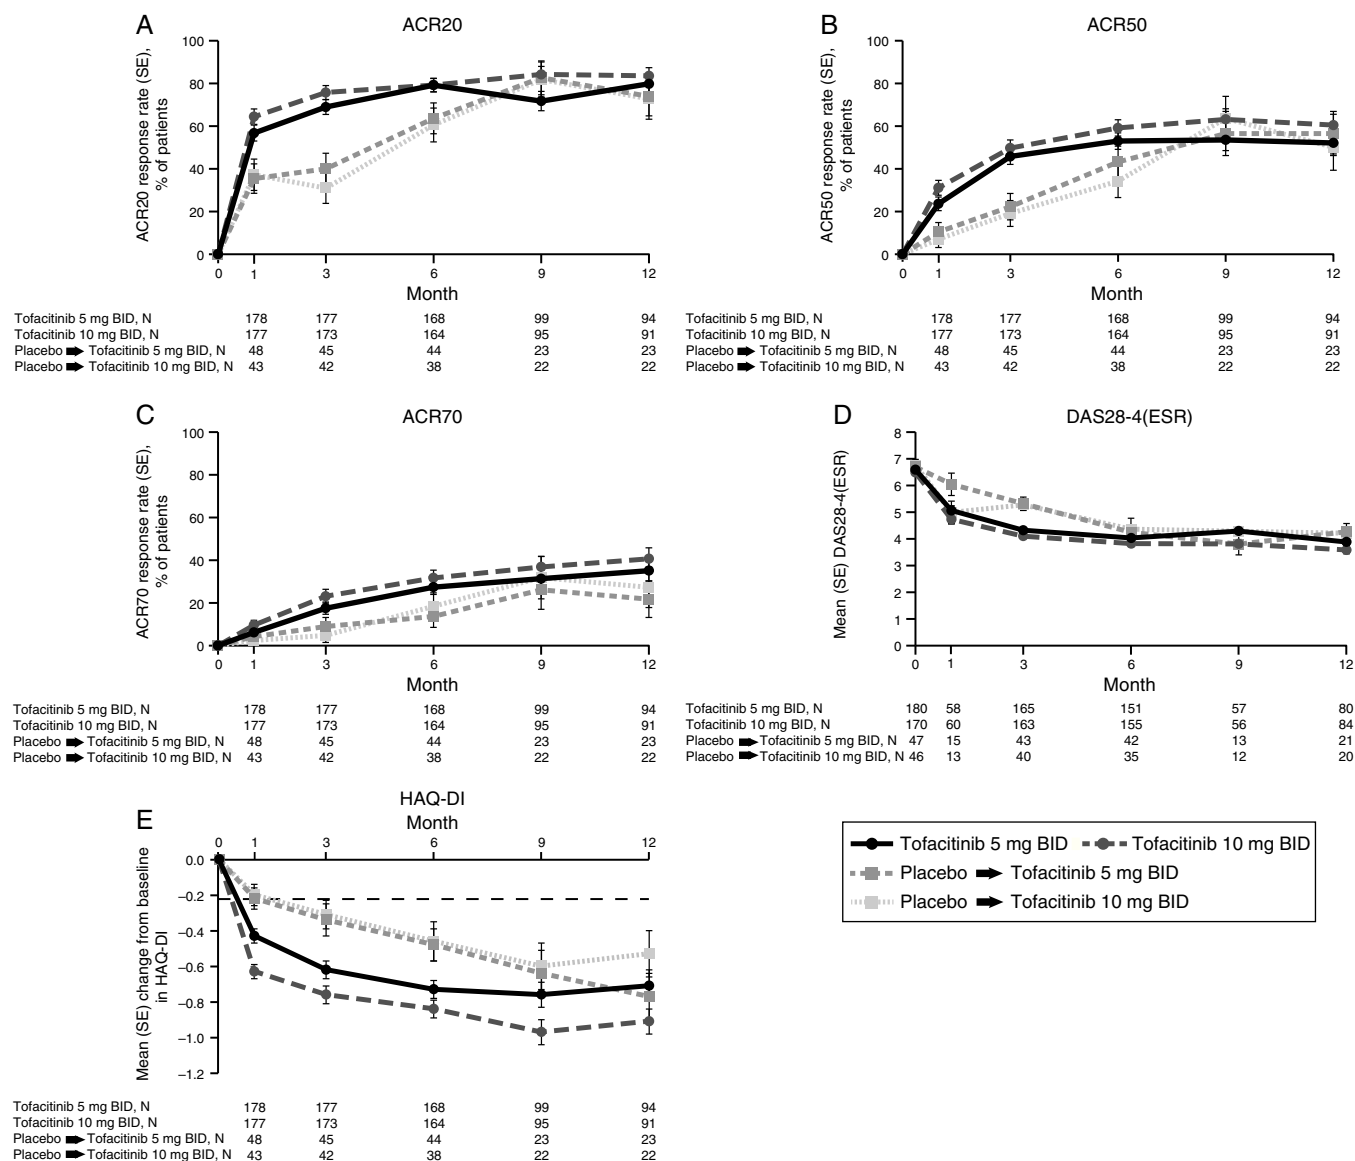 A
ACR20
ACR20 response rate (SE),
% of patients
100
80
60
40
20
0
0 1 3 6 9 12
Month
Tofacitinib 5 mg BID, N 178 177 168 99 94
Tofacitinib 10 mg BID, N 177 173 164 95 91
Placebo ➡ Tofacitinib 5 mg BID, N 48 45 44 23 23
Placebo ➡ Tofacitinib 10 mg BID, N 43 42 38 22 22
B
ACR50
ACR50 response rate (SE),
% of patients
100
80
60
40
20
0
0 1 3 6 9 12
Month
Tofacitinib 5 mg BID, N 178 177 168 99 94
Tofacitinib 10 mg BID, N 177 173 164 95 91
Placebo ➡ Tofacitinib 5 mg BID, N 48 45 44 23 23
Placebo ➡ Tofacitinib 10 mg BID, N 43 42 38 22 22
C
ACR70
ACR70 response rate (SE),
% of patients
100
80
60
40
20
0
0 1 3 6 9 12
Month
Tofacitinib 5 mg BID, N 178 177 168 99 94
Tofacitinib 10 mg BID, N 177 173 164 95 91
Placebo ➡ Tofacitinib 5 mg BID, N 48 45 44 23 23
Placebo ➡ Tofacitinib 10 mg BID, N 43 42 38 22 22
D
DAS28-4(ESR)
Mean (SE) DAS28-4(ESR)
8
7
6
5
4
3
2
1
0
0 1 3 6 9 12
Month
Tofacitinib 5 mg BID, N 180 58 165 151 57 80
Tofacitinib 10 mg BID, N 170 60 163 155 56 84
Placebo ➡ Tofacitinib 5 mg BID, N 47 15 43 42 13 21
Placebo ➡ Tofacitinib 10 mg BID, N 46 13 40 35 12 20
E
HAQ-DI
Month
0 1 3 6 9 12
Mean (SE) change from baseline
in HAQ-DI
0.0
−0.2
−0.4
−0.6
−0.8
−1.0
−1.2
Tofacitinib 5 mg BID, N 178 177 168 99 94
Tofacitinib 10 mg BID, N 177 173 164 95 91
Placebo ➡ Tofacitinib 5 mg BID, N 48 45 44 23 23
Placebo ➡ Tofacitinib 10 mg BID, N 43 42 38 22 22
Tofacitinib 5 mg BID Tofacitinib 10 mg BID
Placebo ➡ Tofacitinib 5 mg BID
Placebo ➡ Tofacitinib 10 mg BID